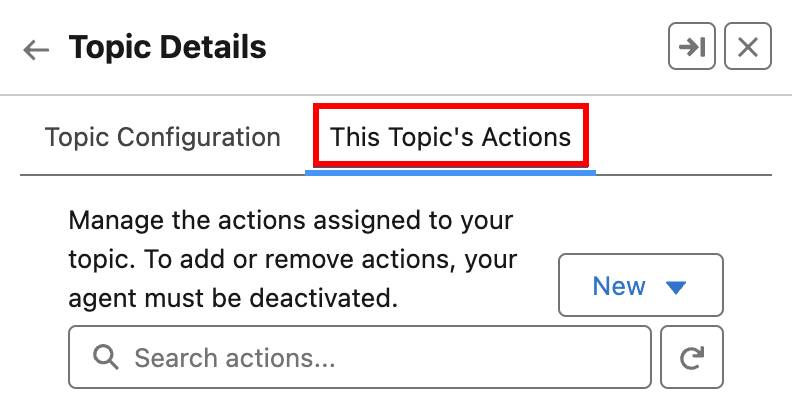 Topic Details
Topic Configuration
This Topic's Actions
Manage the actions assigned to your
topic. To add or remove actions, your
agent must be deactivated.
New
Search actions...